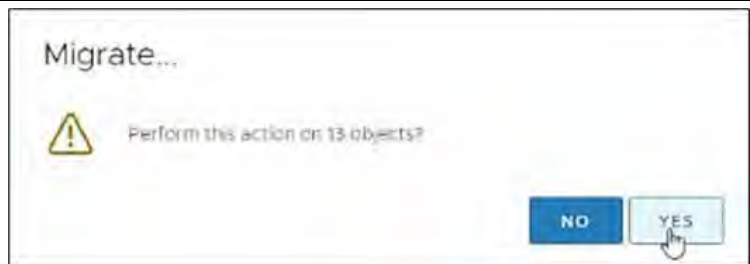 Migrate...
Perform this action on 13 objects?
NO
YES